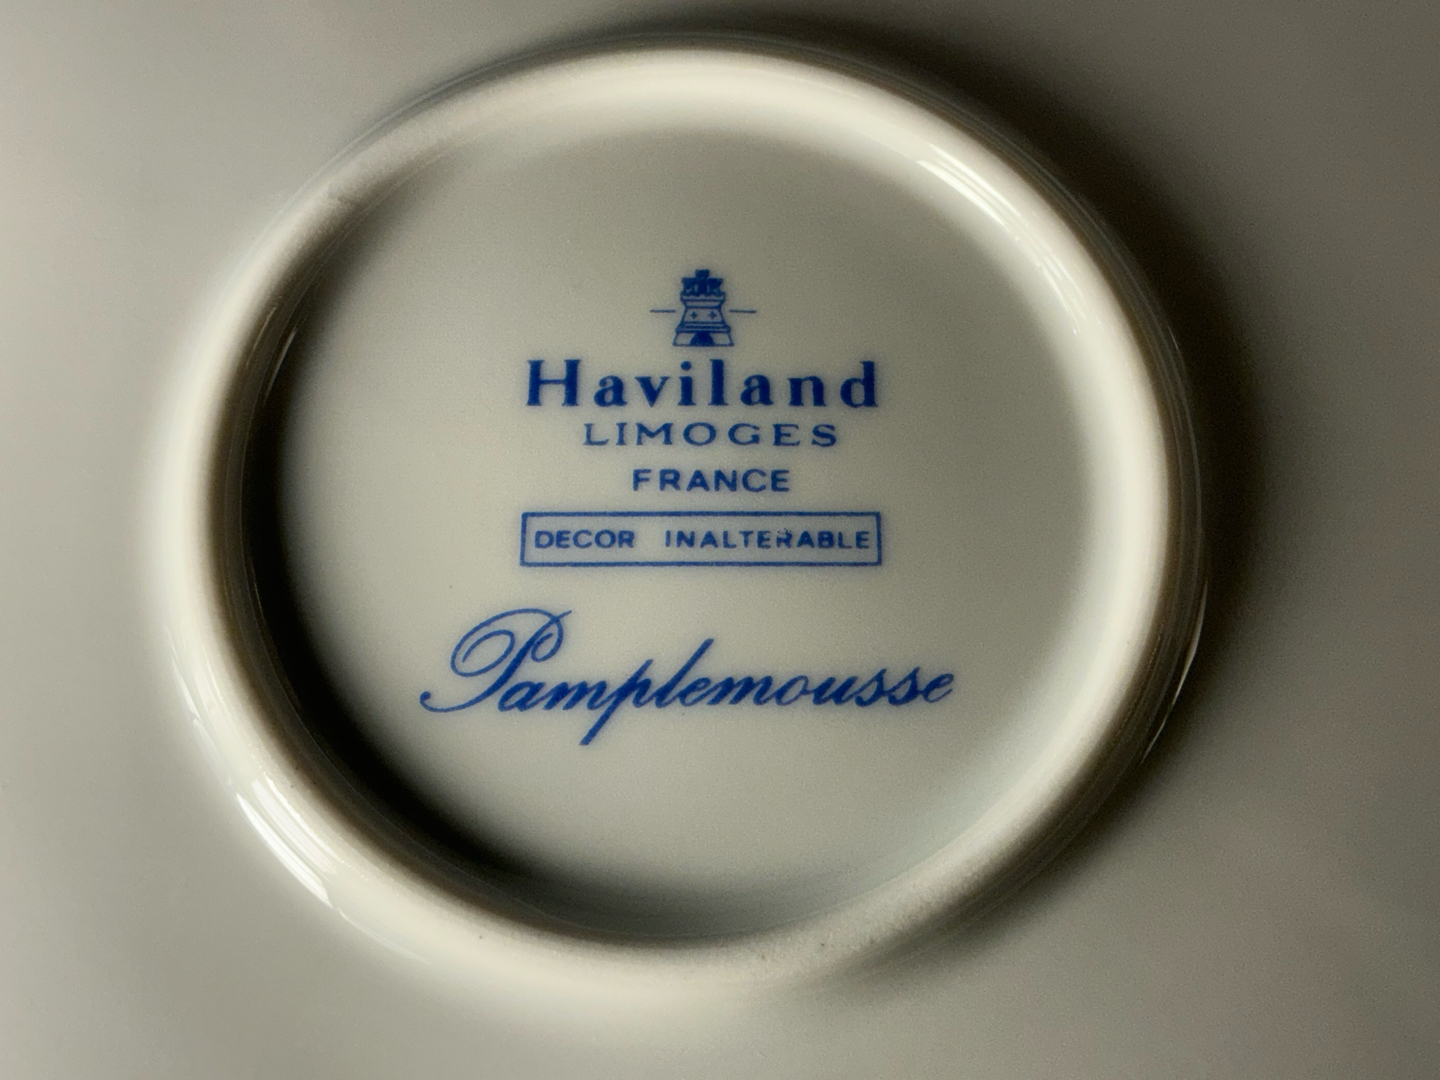 Haviland
LIMOGES
FRANCE
DECOR INALTERABLE
Pamplemousse